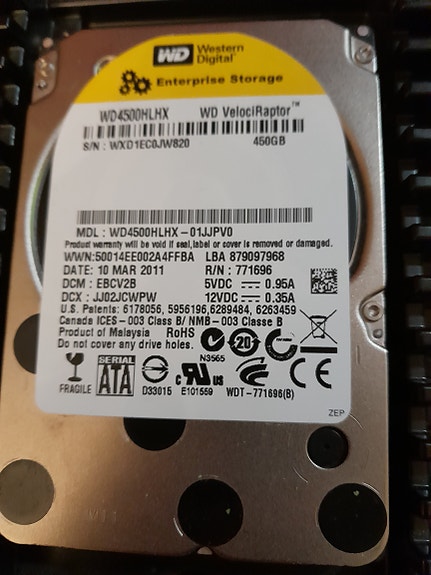 WD Western Digital
Enterprise Storage
WD4500HLHX WD VelociRaptor™
S/N : WXD1EC0JW820 450GB
MDL : WD4500HLHX-01JJPV0
Product warranty will be void if seal,label or cover is removed or damaged.
WWN:50014EE002A4FFBA LBA 879097968
DATE: 10 MAR 2011 R/N : 771696
DCM : EBCV2B 5VDC ⎓ 0.95A
DCX : JJ02JCWPW 12VDC ⎓ 0.35A
U.S. Patents: 6178056, 5956196,6289484, 6263459
Canada ICES-003 Class B/ NMB-003 Classe B
Product of Malaysia RoHS
Do not cover any drive holes.
N3565
20
FRAGILE
SERIAL
ATA
D33015
c RU us
E101559
WDT-771696(B)
CE
ZEP